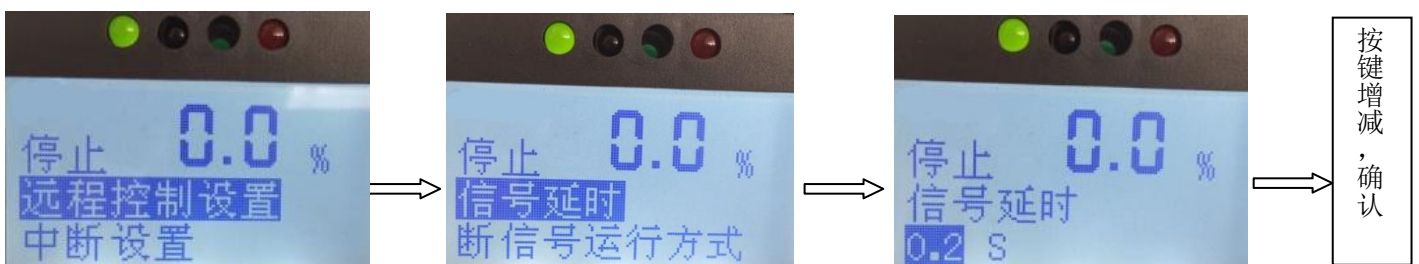 0.0
停止 %
远程控制设置
中断设置
0.0
停止 %
信号延时
断信号运行方式
0.0
停止 %
信号延时
0.2 S
按键增减，确认